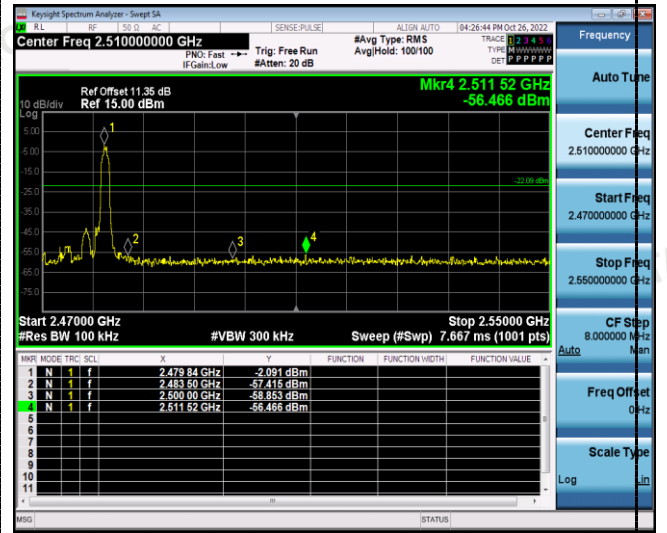 Keysight Spectrum Analyzer - Swept SA
RL RF 50 Ω AC SENSE:PULSE ALIGN AUTO 04:26:44 PM Oct 26, 2022
Center Freq 2.510000000 GHz #Avg Type: RMS TRACE 1 2 3 4 5 6
PNO: Fast Trig: Free Run Avg|Hold: 100/100 TYPE M W W W W W
IFGain:Low #Atten: 20 dB DET P P P P P P
Mkr4 2.511 52 GHz
Ref Offset 11.35 dB
10 dB/div Ref 15.00 dBm -56.466 dBm
Log
5.00
-5.00
-15.0
-25.0
-35.0
-45.0
-55.0
-65.0
-75.0
1
2
3
4
-22.09 dBm
Start 2.47000 GHz Stop 2.55000 GHz
#Res BW 100 kHz #VBW 300 kHz Sweep (#Swp) 7.667 ms (1001 pts)
MKR MODE TRC SCL X Y FUNCTION FUNCTION WIDTH FUNCTION VALUE
1 N 1 f 2.479 84 GHz -2.091 dBm
2 N 1 f 2.483 50 GHz -57.415 dBm
3 N 1 f 2.500 00 GHz -58.853 dBm
4 N 1 f 2.511 52 GHz -56.466 dBm
5
6
7
8
9
10
11
MSG STATUS
Frequency
Auto Tune
Center Freq
2.510000000 GHz
Start Freq
2.470000000 GHz
Stop Freq
2.550000000 GHz
CF Step
8.000000 MHz
Auto Man
Freq Offset
0 Hz
Scale Type
Log Lin